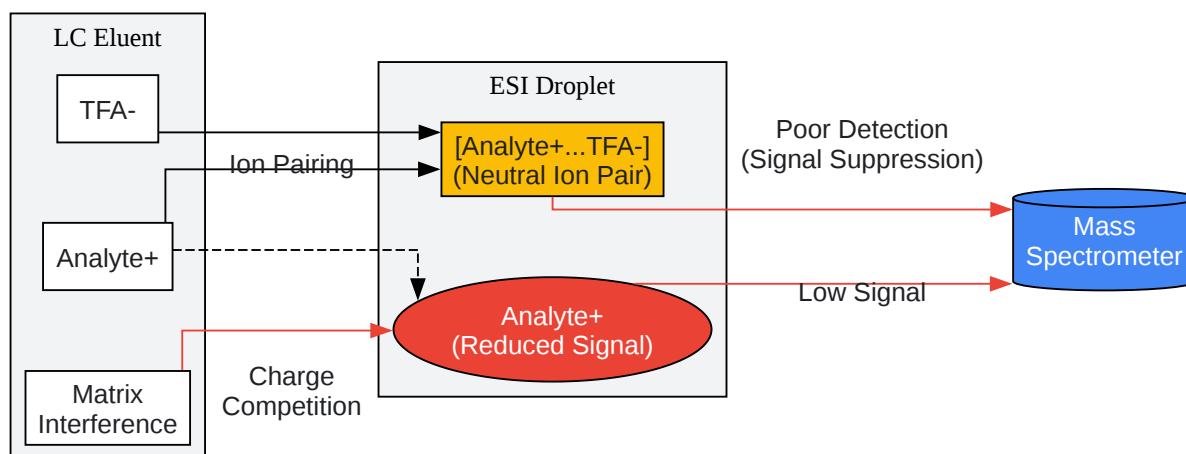 LC Eluent
TFA-
Analyte+
Matrix
Interference
Ion Pairing
Charge
Competition
ESI Droplet
[Analyte+...TFA-]
(Neutral Ion Pair)
Analyte+
(Reduced Signal)
Poor Detection
(Signal Suppression)
Low Signal
Mass
Spectrometer